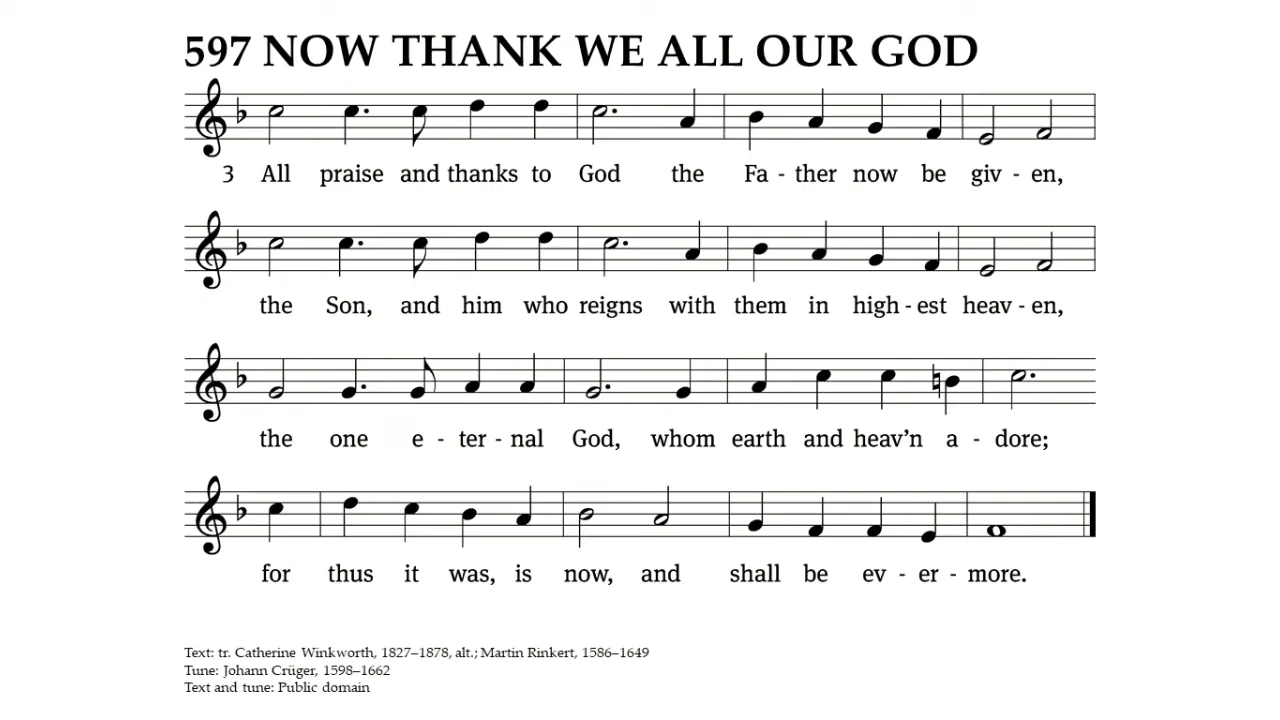 597 NOW THANK WE ALL OUR GOD
3 All praise and thanks to God the Fa - ther now be giv - en,
the Son, and him who reigns with them in high - est heav - en,
the one e - ter - nal God, whom earth and heav'n a - dore;
for thus it was, is now, and shall be ev - er - more.
Text: tr. Catherine Winkworth, 1827–1878, alt.; Martin Rinkert, 1586–1649
Tune: Johann Crüger, 1598–1662
Text and tune: Public domain